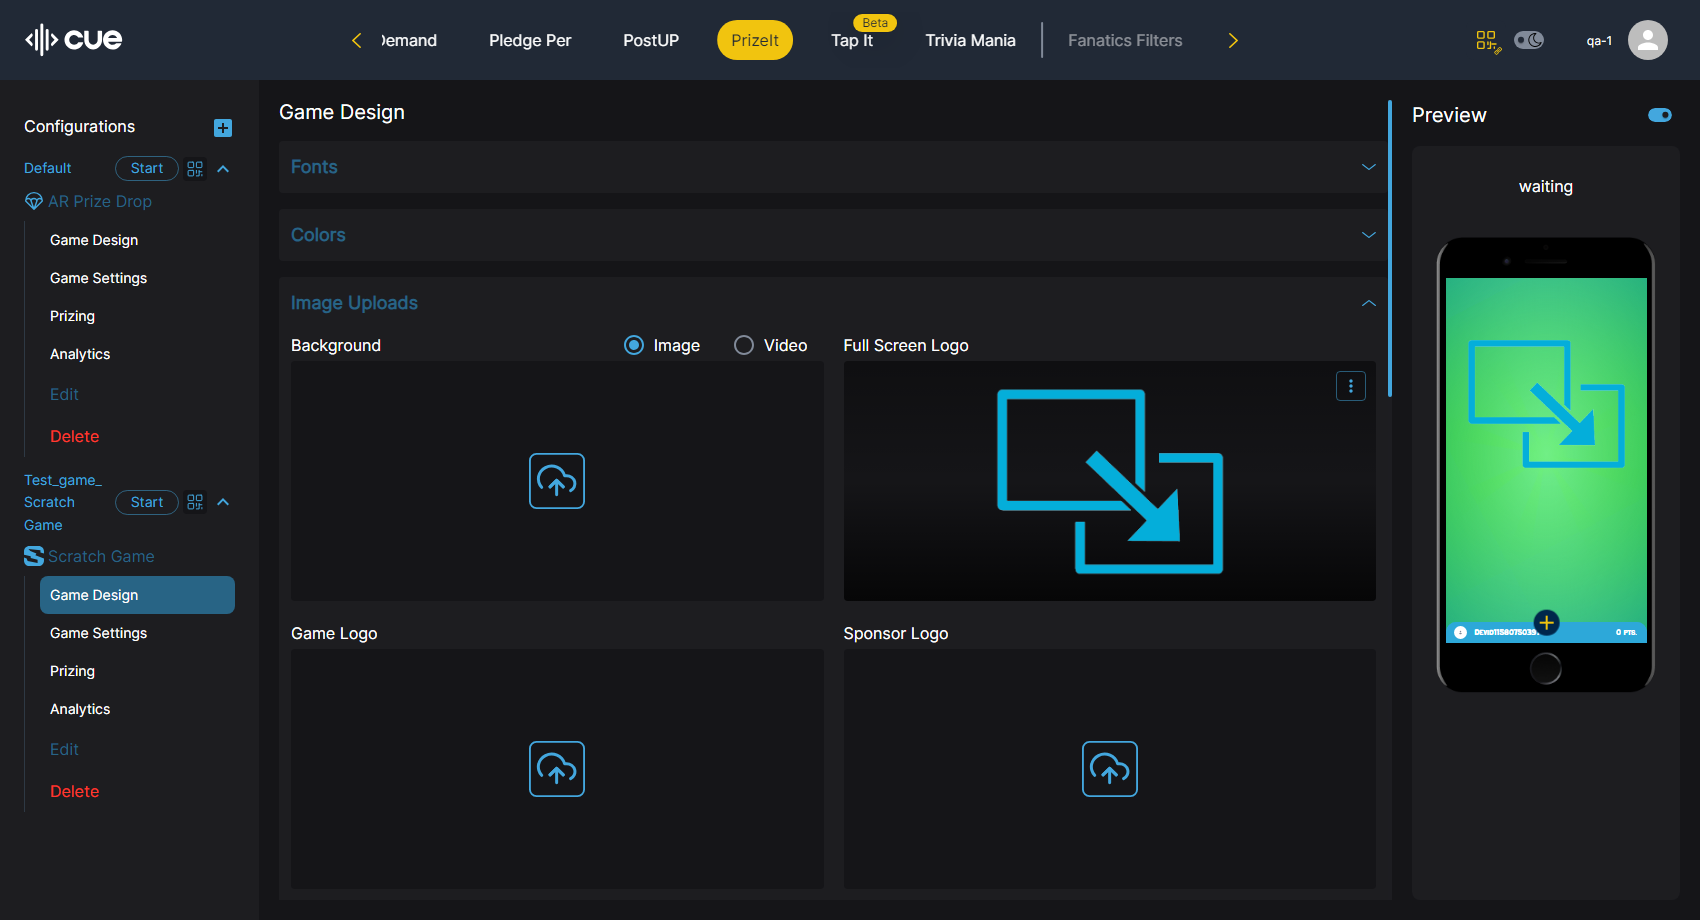 cue
Demand
Pledge Per
PostUP
PrizeIt
Beta
Tap It
Trivia Mania
Fanatics Filters
qa-1
Configurations
Default
Start
AR Prize Drop
Game Design
Game Settings
Prizing
Analytics
Edit
Delete
Test_game_
Scratch
Game
Start
Scratch Game
Game Design
Game Settings
Prizing
Analytics
Edit
Delete
Game Design
Fonts
Colors
Image Uploads
Background
Image
Video
Full Screen Logo
Game Logo
Sponsor Logo
Preview
waiting
0 PTS.